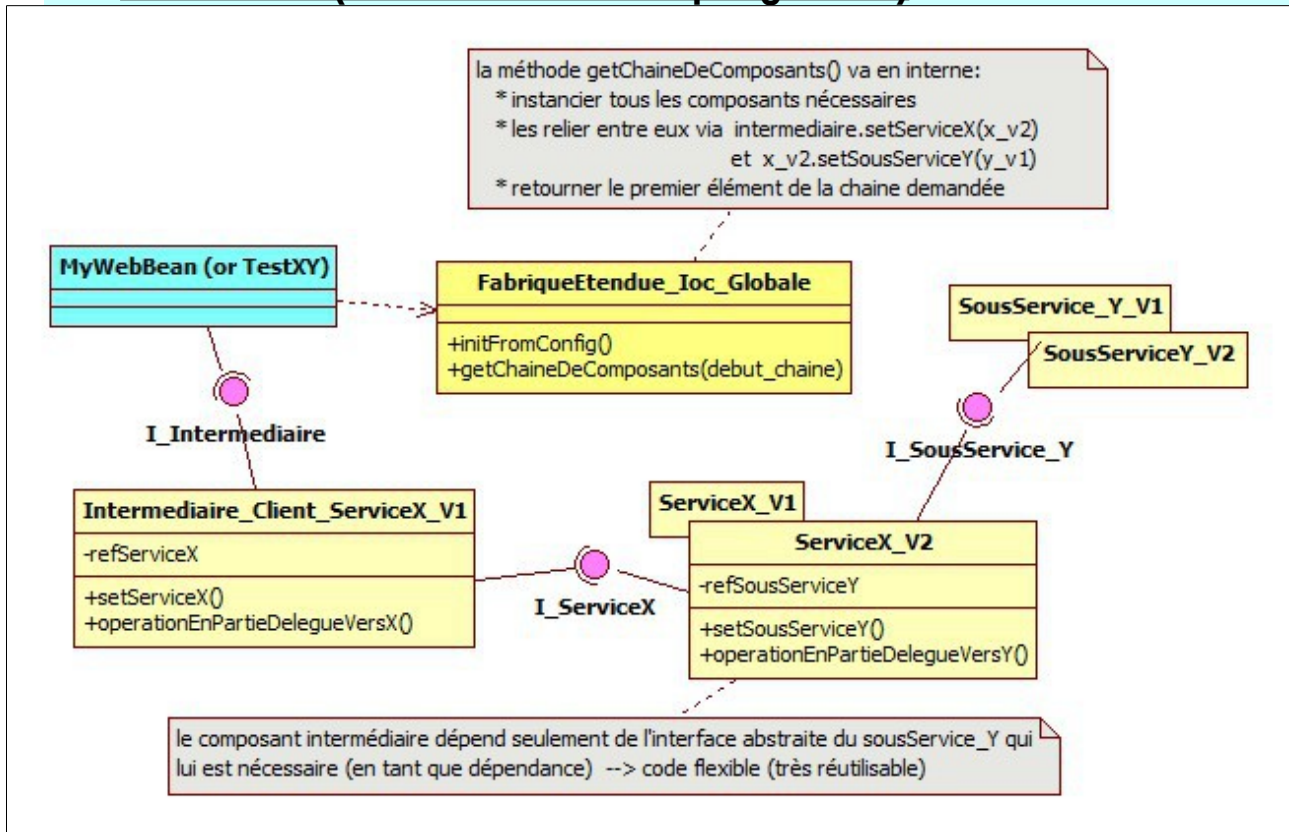 la méthode getChaineDeComposants() va en interne:
* instancier tous les composants nécessaires
* les relier entre eux via intermediaire.setServiceX(x_v2)
et x_v2.setSousServiceY(y_v1)
* retourner le premier élément de la chaine demandée
MyWebBean (or TestXY)
FabriqueEtendue_Ioc_Globale
+initFromConfig()
+getChaineDeComposants(debut_chaine)
SousService_Y_V1
SousServiceY_V2
I_Intermediaire
I_SousService_Y
Intermediaire_Client_ServiceX_V1
-refServiceX
+setServiceX()
+operationEnPartieDelegueVersX()
I_ServiceX
ServiceX_V1
ServiceX_V2
-refSousServiceY
+setSousServiceY()
+operationEnPartieDelegueVersY()
le composant intermédiaire dépend seulement de l'interface abstraite du sousService_Y qui
lui est nécessaire (en tant que dépendance) --> code flexible (très réutilisable)